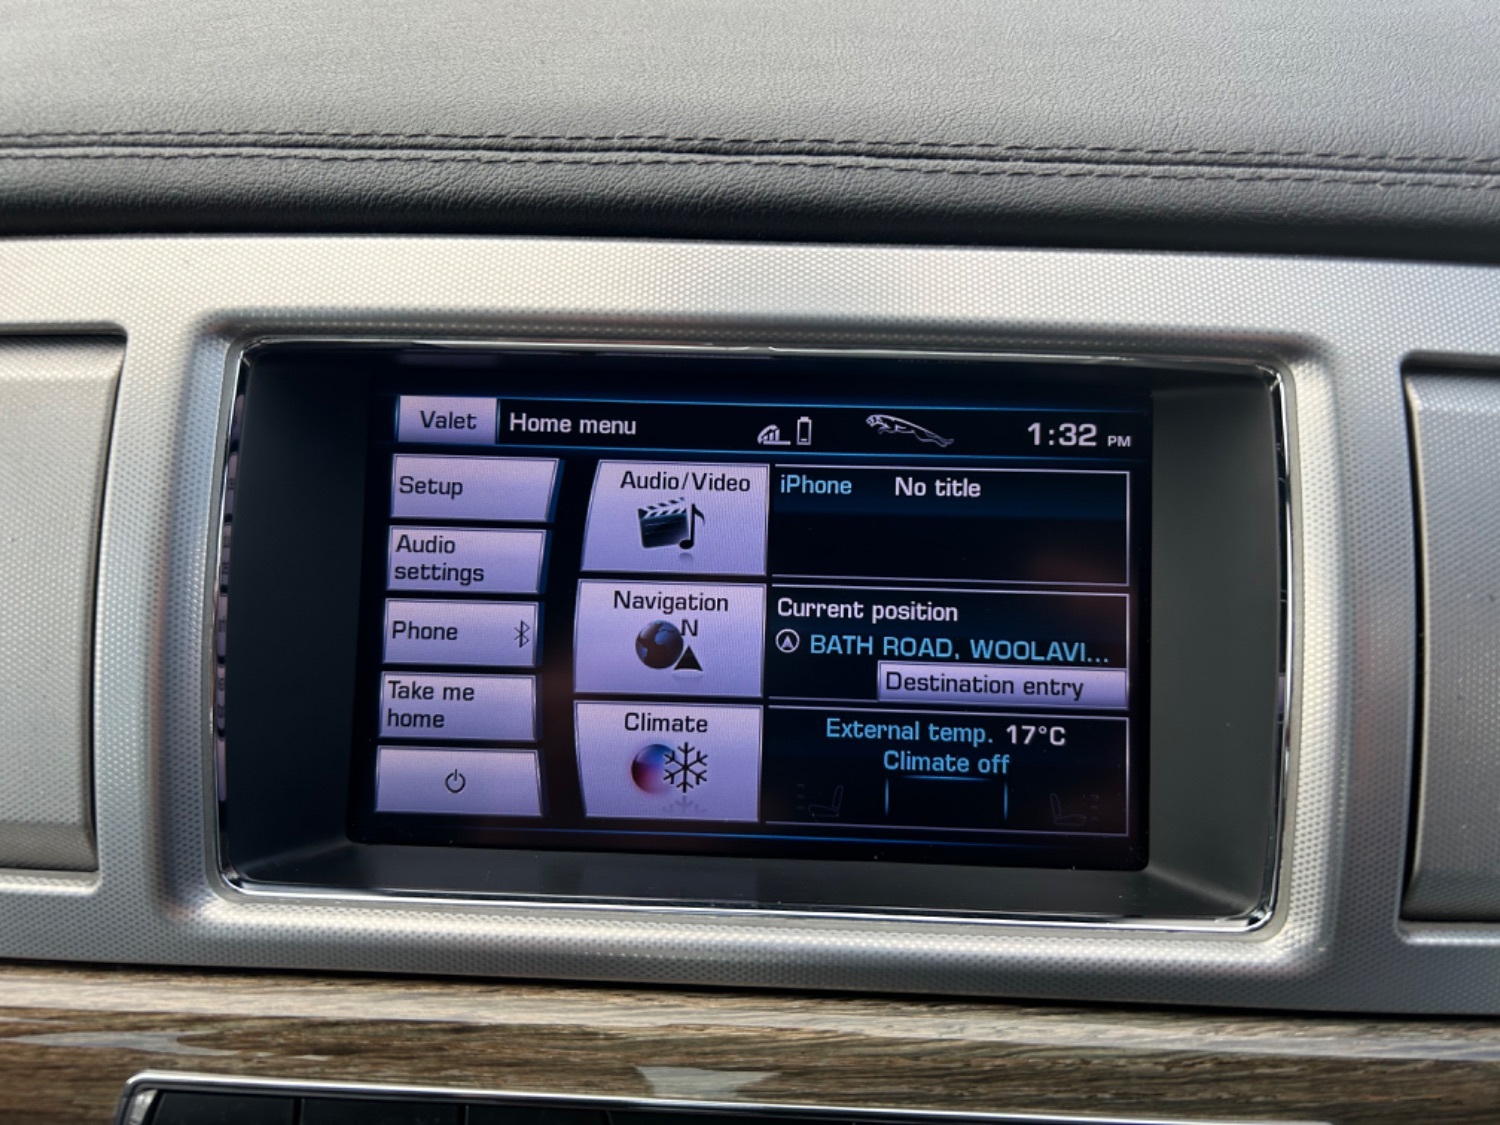 Valet
Home menu
1:32 PM
Setup
Audio
settings
Phone
Take me
home
Audio/Video
iPhone No title
Navigation
N
Current position
BATH ROAD, WOOLAVI...
Destination entry
Climate
External temp. 17°C
Climate off